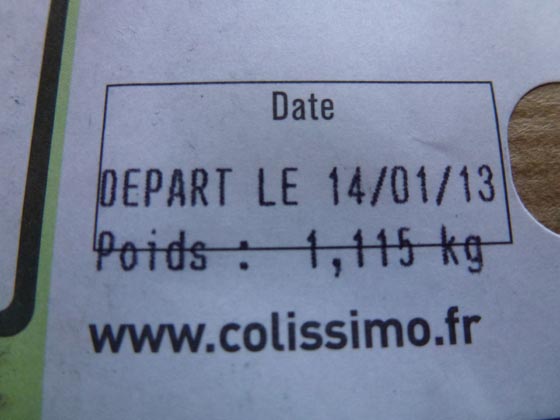 Date
DEPART LE 14/01/13
Poids : 1,115 kg
www.colissimo.fr